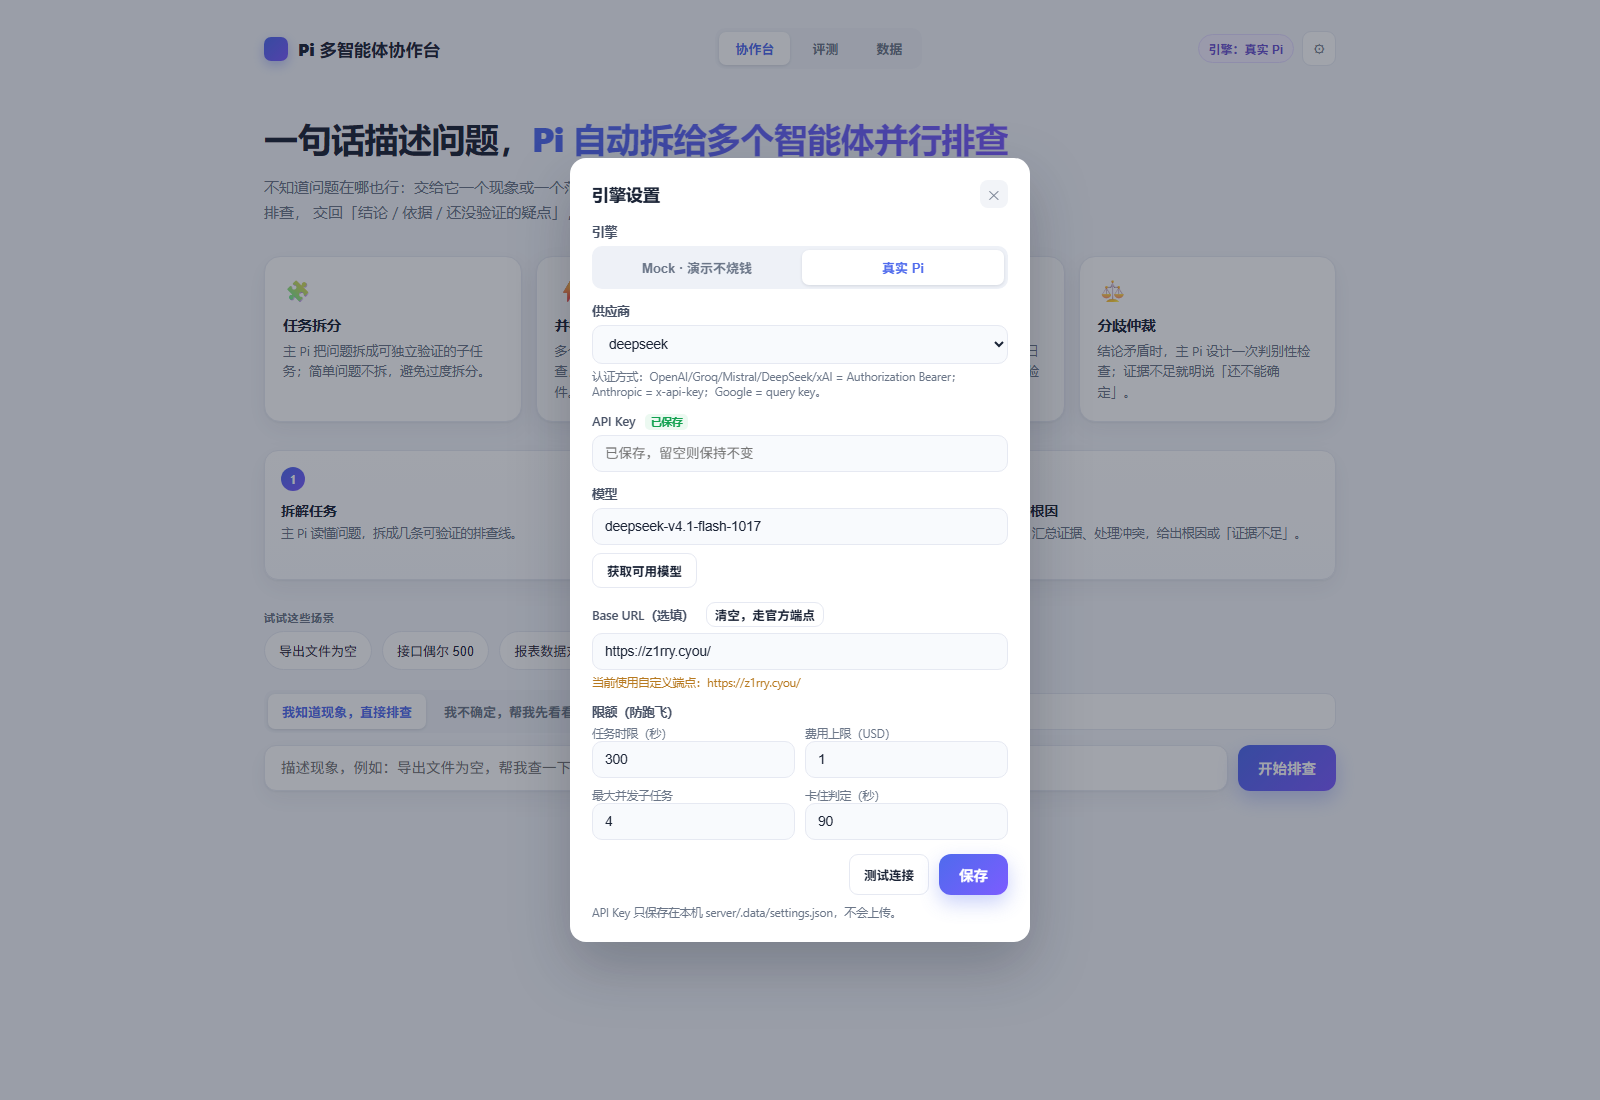 Pi 多智能体协作台
协作台
评测
数据
引擎：真实 Pi
一句话描述问题，Pi 自动拆给多个智能体并行排查
不知道问题在哪也行：交给它一个现象或一个
排查， 交回「结论 / 依据 / 还没验证的疑点」
任务拆分
主 Pi 把问题拆成可独立验证的子任
务；简单问题不拆，避免过度拆分。
并
多
查
件
日
验
分歧仲裁
结论矛盾时，主 Pi 设计一次判别性检
查；证据不足就明说「还不能确
定」。
1
拆解任务
主 Pi 读懂问题，拆成几条可验证的排查线。
根因
汇总证据、处理冲突，给出根因或「证据不足」。
试试这些场景
导出文件为空
接口偶尔 500
报表数据
我知道现象，直接排查
我不确定，帮我先看看
描述现象，例如：导出文件为空，帮我查一下
开始排查
引擎设置
引擎
Mock · 演示不烧钱
真实 Pi
供应商
deepseek
认证方式：OpenAI/Groq/Mistral/DeepSeek/xAI = Authorization Bearer；
Anthropic = x-api-key；Google = query key。
API Key 已保存
已保存，留空则保持不变
模型
deepseek-v4.1-flash-1017
获取可用模型
Base URL（选填） 清空，走官方端点
https://z1rry.cyou/
当前使用自定义端点：https://z1rry.cyou/
限额（防跑飞）
任务时限（秒） 费用上限（USD）
300 1
最大并发子任务 卡住判定（秒）
4 90
测试连接 保存
API Key 只保存在本机 server/.data/settings.json，不会上传。